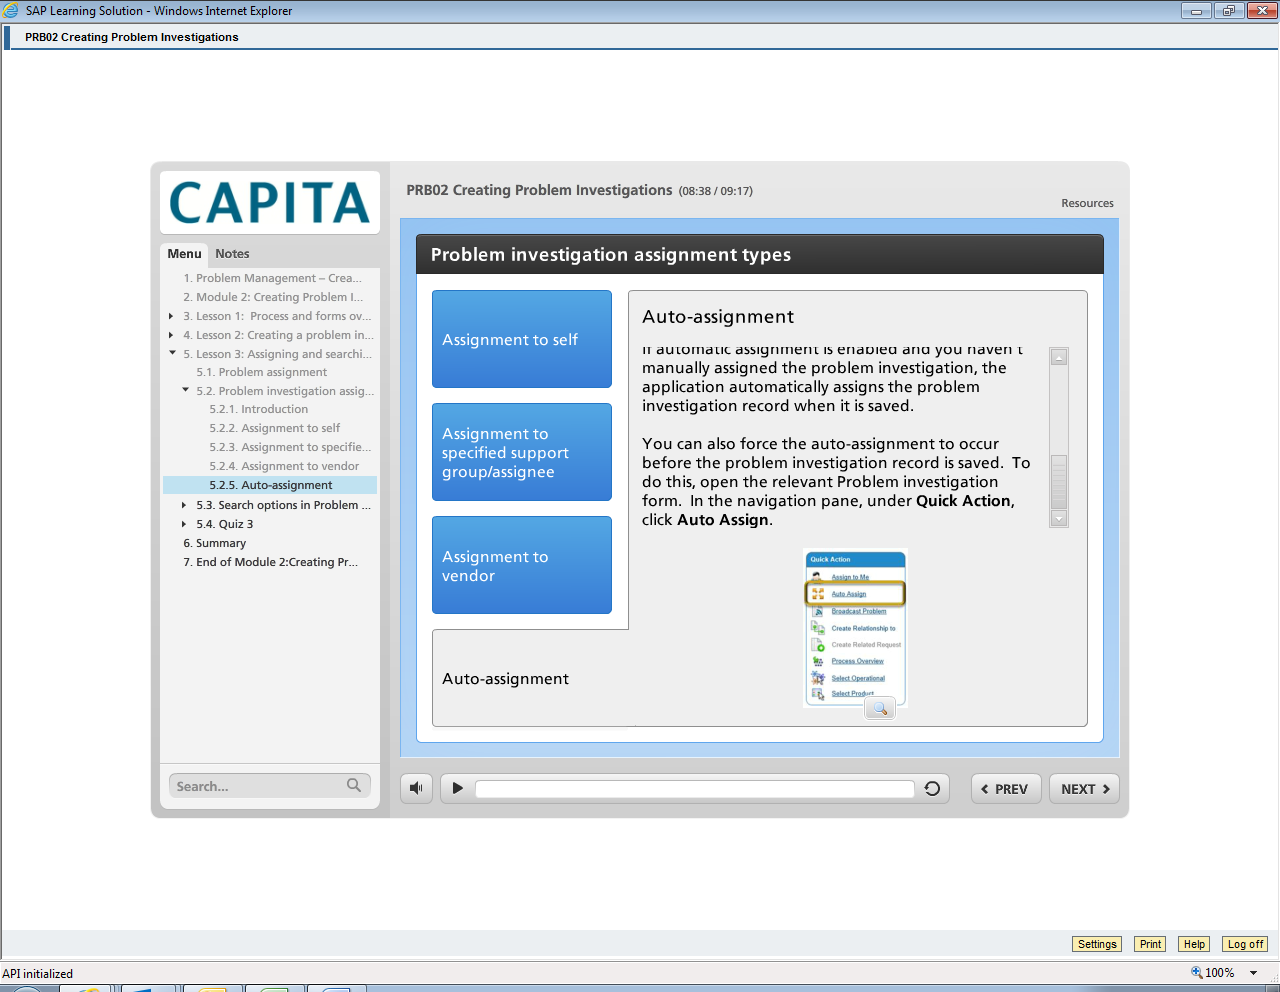 SAP Learning Solution - Windows Internet Explorer
PRB02 Creating Problem Investigations
CAPITA
PRB02 Creating Problem Investigations (08:38 / 09:17)
Resources
Menu Notes
1. Problem Management – Crea...
2. Module 2: Creating Problem I...
3. Lesson 1: Process and forms ov...
4. Lesson 2: Creating a problem in...
5. Lesson 3: Assigning and searchi...
5.1. Problem assignment
5.2. Problem investigation assig...
5.2.1. Introduction
5.2.2. Assignment to self
5.2.3. Assignment to specifie...
5.2.4. Assignment to vendor
5.2.5. Auto-assignment
5.3. Search options in Problem ...
5.4. Quiz 3
6. Summary
7. End of Module 2:Creating Pr...
Search...
Problem investigation assignment types
Assignment to self
Assignment to
specified support
group/assignee
Assignment to
vendor
Auto-assignment
Auto-assignment
If automatic assignment is enabled and you haven't
manually assigned the problem investigation, the
application automatically assigns the problem
investigation record when it is saved.
You can also force the auto-assignment to occur
before the problem investigation record is saved. To
do this, open the relevant Problem investigation
form. In the navigation pane, under Quick Action,
click Auto Assign.
Quick Action
Assign to Me
Auto Assign
Broadcast Problem
Create Relationship to
Create Related Request
Process Overview
Select Operational
Select Product
PREV
NEXT
Settings
Print
Help
Log off
API initialized
100%